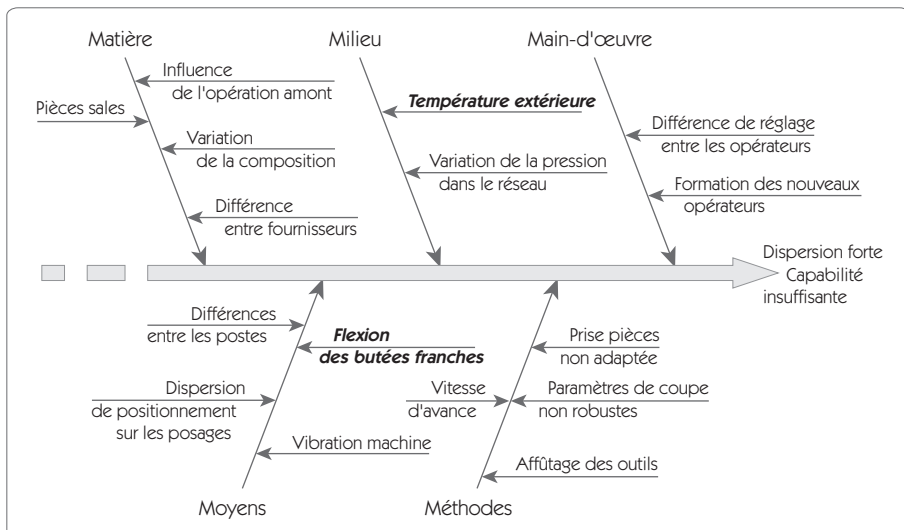 Matière
Milieu
Main-d'œuvre
Influence
de l'opération amont
Pièces sales
Variation
de la composition
Différence
entre fournisseurs
Température extérieure
Variation de la pression
dans le réseau
Différence de réglage
entre les opérateurs
Formation des nouveaux
opérateurs
Dispersion forte
Capabilité
insuffisante
Différences
entre les postes
Flexion
des butées franches
Dispersion
de positionnement
sur les posages
Vibration machine
Moyens
Prise pièces
non adaptée
Vitesse
d'avance
Paramètres de coupe
non robustes
Affûtage des outils
Méthodes